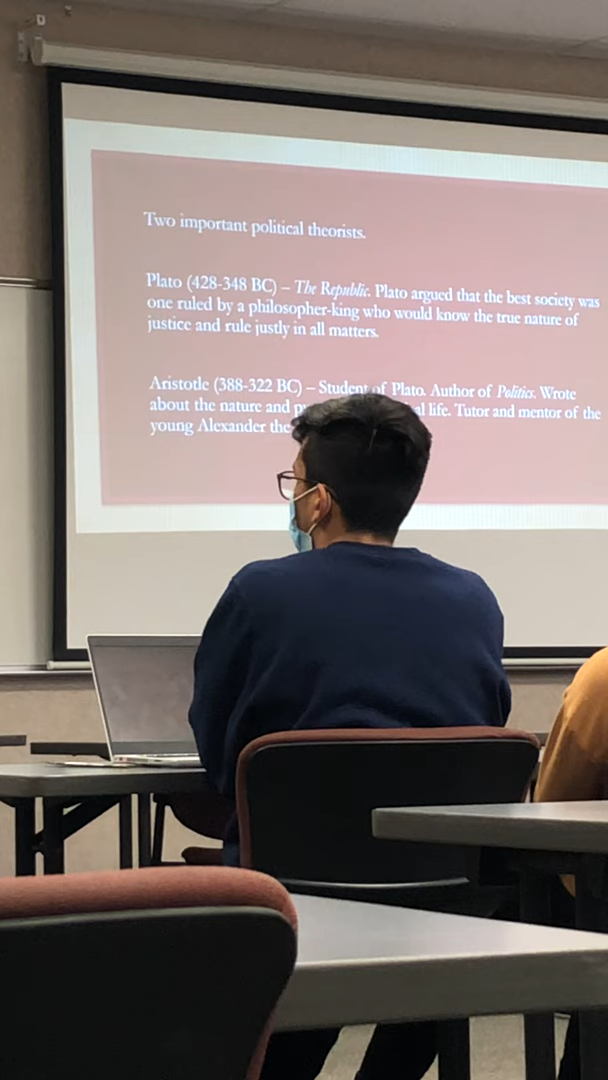 Two important political theorists.
Plato (428-348 BC) – The Republic. Plato argued that the best society was
one ruled by a philosopher-king who would know the true nature of
justice and rule justly in all matters.
Aristotle (388-322 BC) – Student of Plato. Author of Politics. Wrote
about the nature and life. Tutor and mentor of the
young Alexander the